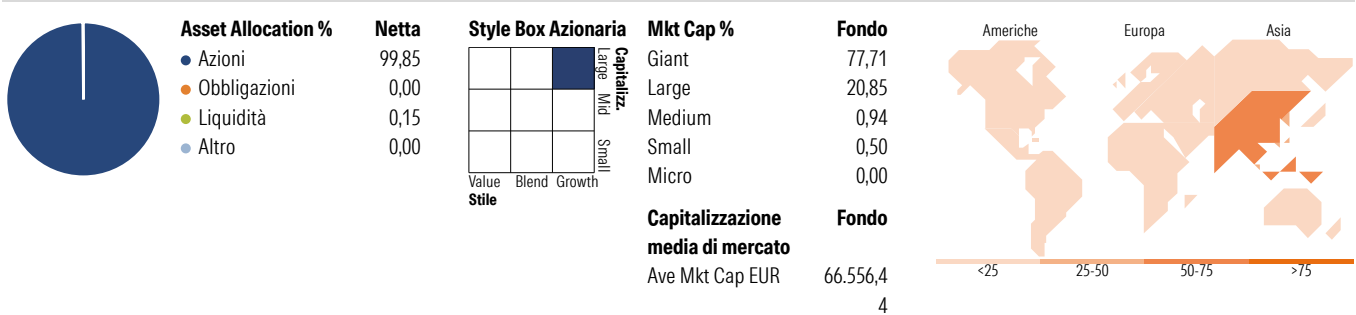 Asset Allocation % Netta
Azioni 99,85
Obbligazioni 0,00
Liquidità 0,15
Altro 0,00
Style Box Azionaria
Capitalizz.
Large Mid Small
Value Blend Growth
Stile
Mkt Cap % Fondo
Giant 77,71
Large 20,85
Medium 0,94
Small 0,50
Micro 0,00
Capitalizzazione Fondo
media di mercato
Ave Mkt Cap EUR 66.556,4
4
Americhe Europa Asia
<25 25-50 50-75 >75